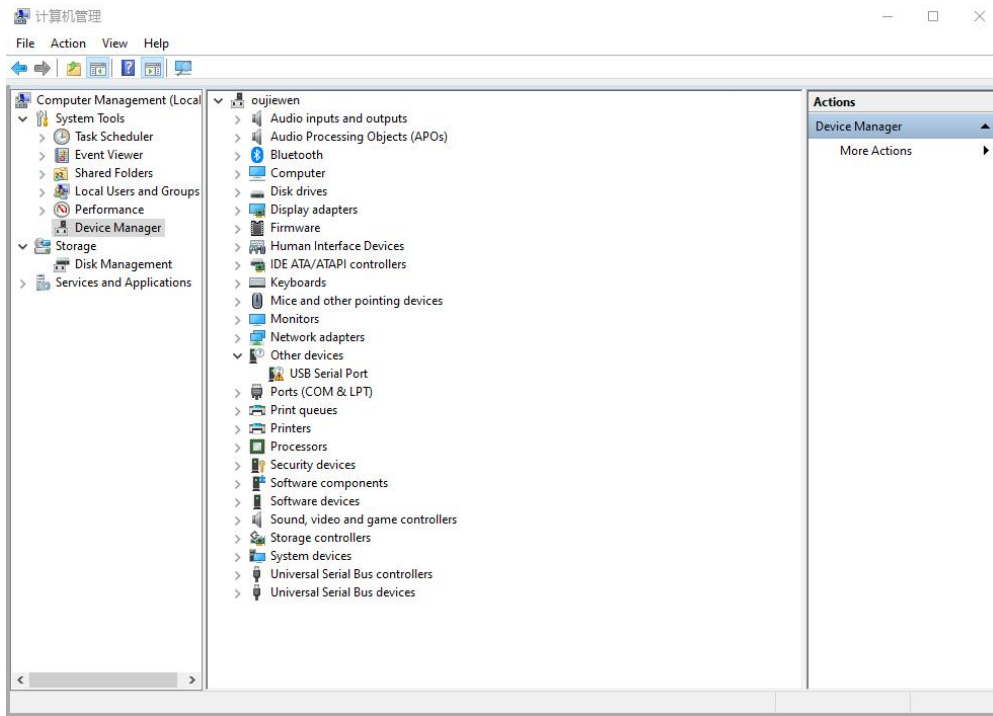 计算机管理
File Action View Help
Computer Management (Local
System Tools
Task Scheduler
Event Viewer
Shared Folders
Local Users and Groups
Performance
Device Manager
Storage
Disk Management
Services and Applications
oujiewen
Audio inputs and outputs
Audio Processing Objects (APOs)
Bluetooth
Computer
Disk drives
Display adapters
Firmware
Human Interface Devices
IDE ATA/ATAPI controllers
Keyboards
Mice and other pointing devices
Monitors
Network adapters
Other devices
USB Serial Port
Ports (COM & LPT)
Print queues
Printers
Processors
Security devices
Software components
Software devices
Sound, video and game controllers
Storage controllers
System devices
Universal Serial Bus controllers
Universal Serial Bus devices
Actions
Device Manager
More Actions